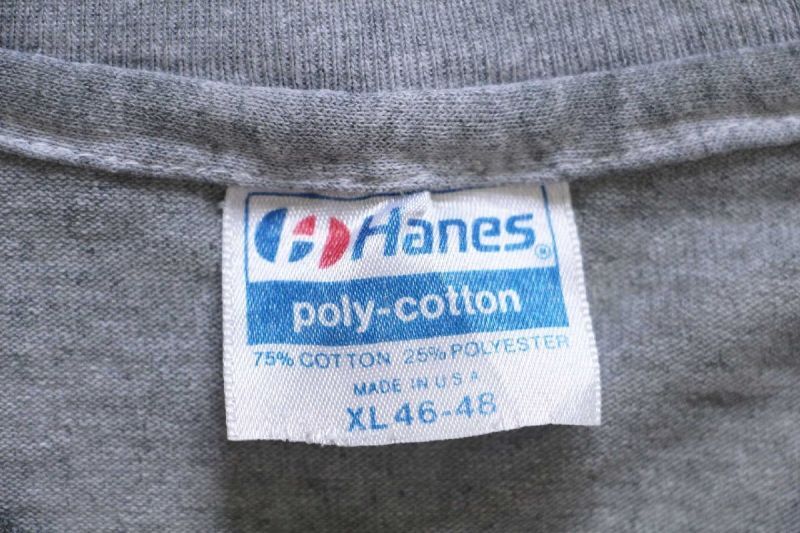 Hanes®
poly-cotton
75% COTTON 25% POLYESTER
MADE IN U S A
XL 46-48